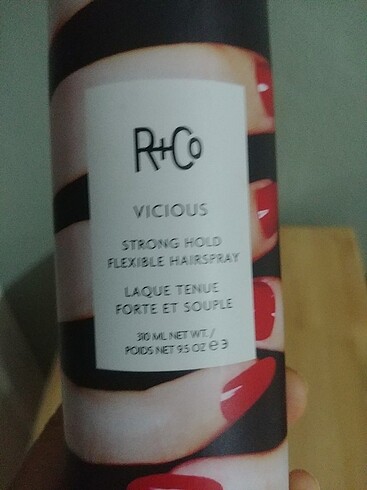 R+Co
VICIOUS
STRONG HOLD
FLEXIBLE HAIRSPRAY
LAQUE TENUE
FORTE ET SOUPLE
310 ML NET WT. /
POIDS NET 9.5 OZ ℮ 3